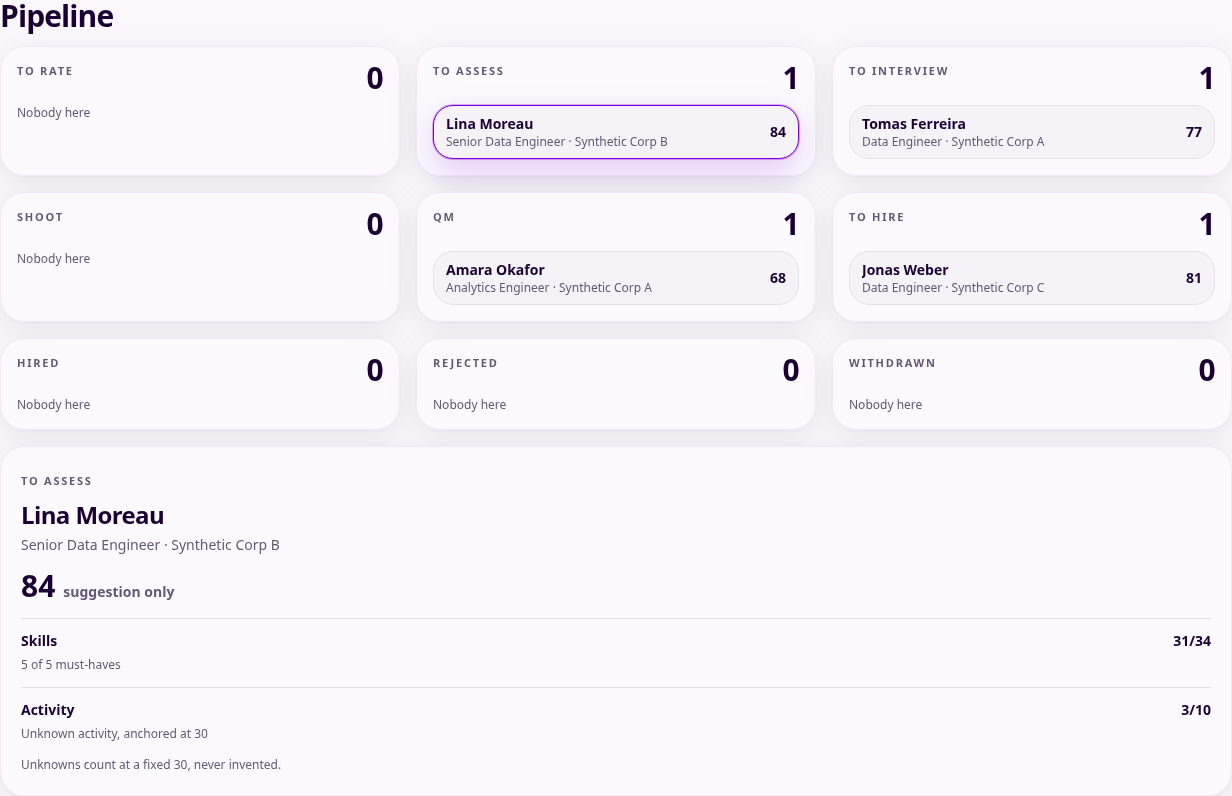 Pipeline
TO RATE
0
Nobody here
TO ASSESS
1
Lina Moreau
Senior Data Engineer · Synthetic Corp B
84
TO INTERVIEW
1
Tomas Ferreira
Data Engineer · Synthetic Corp A
77
SHOOT
0
Nobody here
QM
1
Amara Okafor
Analytics Engineer · Synthetic Corp A
68
TO HIRE
1
Jonas Weber
Data Engineer · Synthetic Corp C
81
HIRED
0
Nobody here
REJECTED
0
Nobody here
WITHDRAWN
0
Nobody here
TO ASSESS
Lina Moreau
Senior Data Engineer · Synthetic Corp B
84 suggestion only
Skills
31/34
5 of 5 must-haves
Activity
3/10
Unknown activity, anchored at 30
Unknowns count at a fixed 30, never invented.